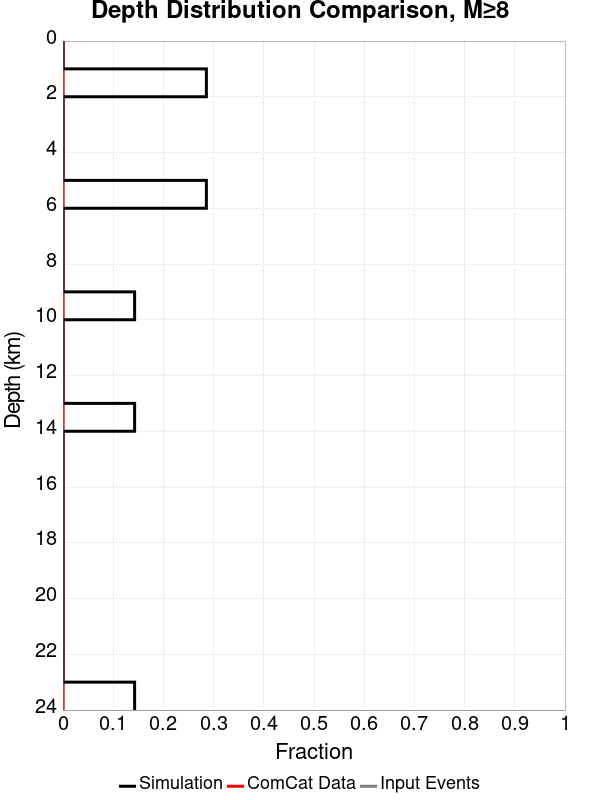 Depth Distribution Comparison, M≥8
0
2
4
6
8
10
12
14
16
18
20
22
24
Depth (km)
0 0.1 0.2 0.3 0.4 0.5 0.6 0.7 0.8 0.9 1
Fraction
Simulation ComCat Data Input Events